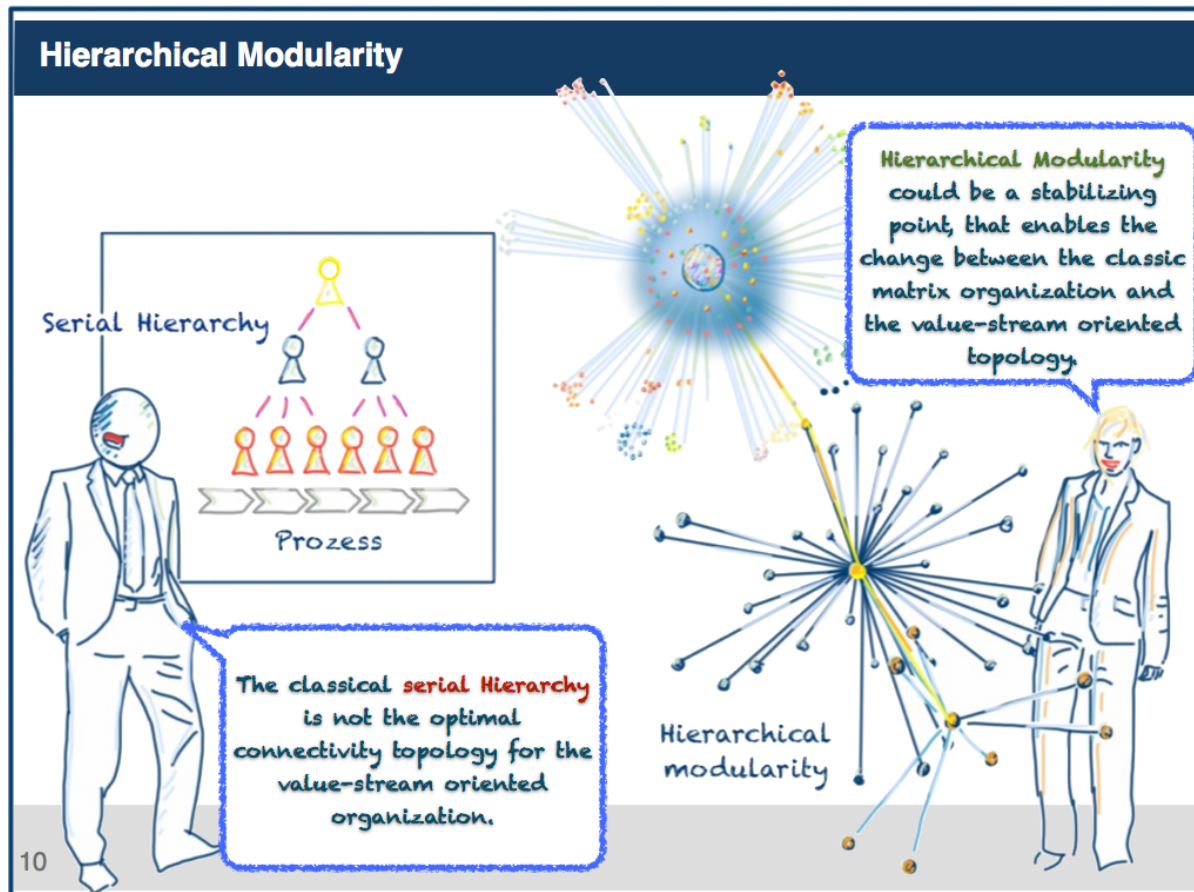 Hierarchical Modularity
Hierarchical Modularity
could be a stabilizing
point, that enables the
change between the classic
matrix organization and
the value-stream oriented
topology.
Serial Hierarchy
Prozess
The classical serial Hierarchy
is not the optimal
connectivity topology for the
value-stream oriented
organization.
Hierarchical
modularity
10